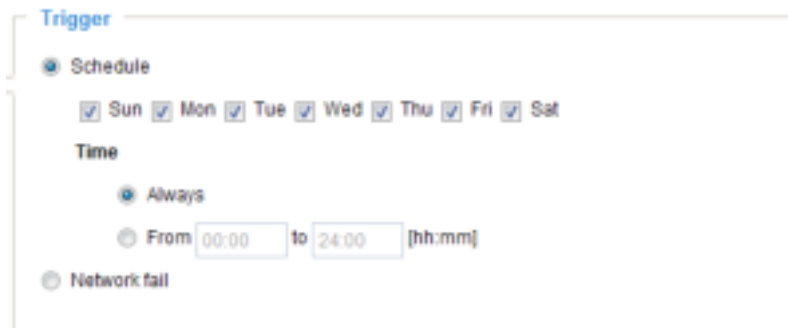 Trigger
Schedule
Sun Mon Tue Wed Thu Fri Sat
Time
Always
From 00:00 to 24:00 [hh:mm]
Network fail